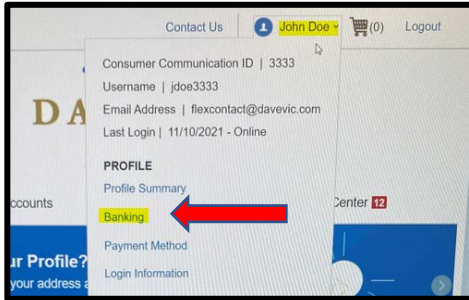 Contact Us John Doe (0) Logout
Consumer Communication ID | 3333
Username | jdoe3333
Email Address | flexcontact@davevic.com
Last Login | 11/10/2021 - Online
D A
PROFILE
Profile Summary
ccounts
Center 12
Banking
Payment Method
ur Profile?
your address a
Login Information